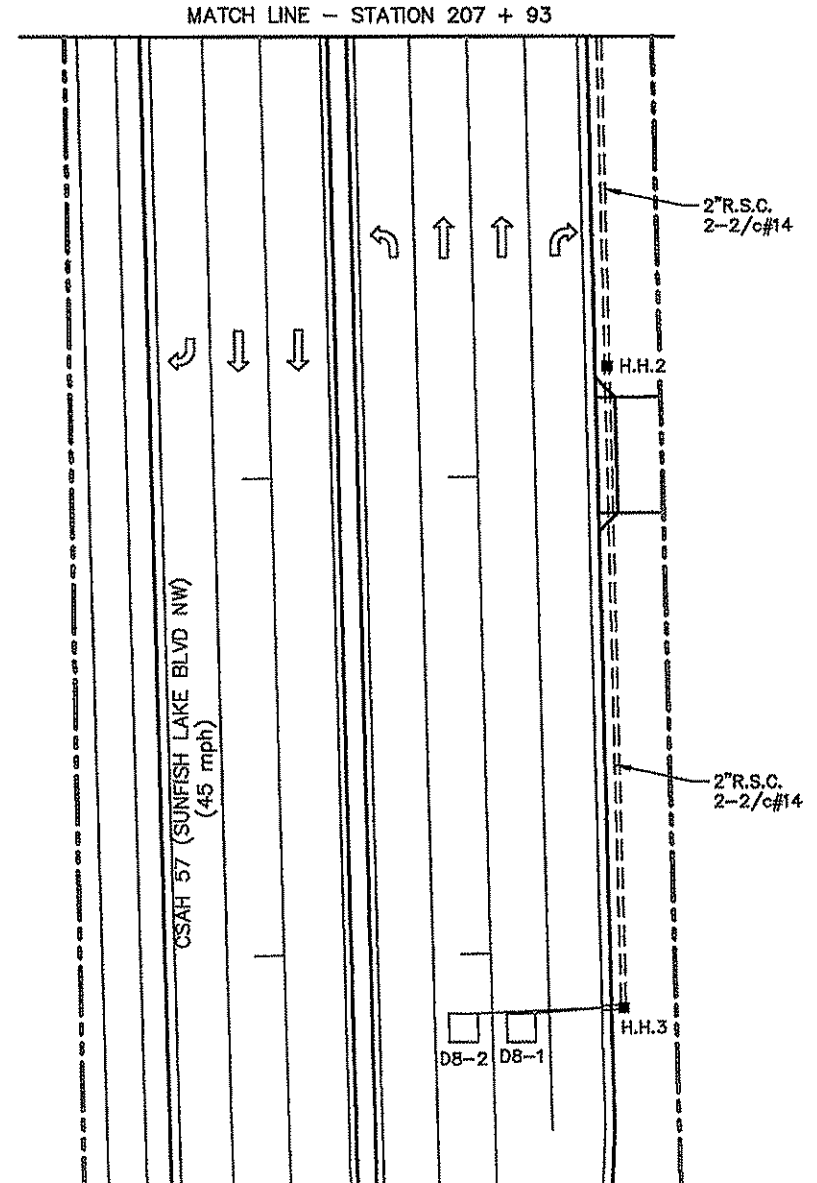 MATCH LINE – STATION 207 + 93
2"R.S.C.
2–2/c#14
H.H.2
CSAH 57 (SUNFISH LAKE BLVD NW)
(45 mph)
2"R.S.C.
2–2/c#14
H.H.3
D8–2 D8–1